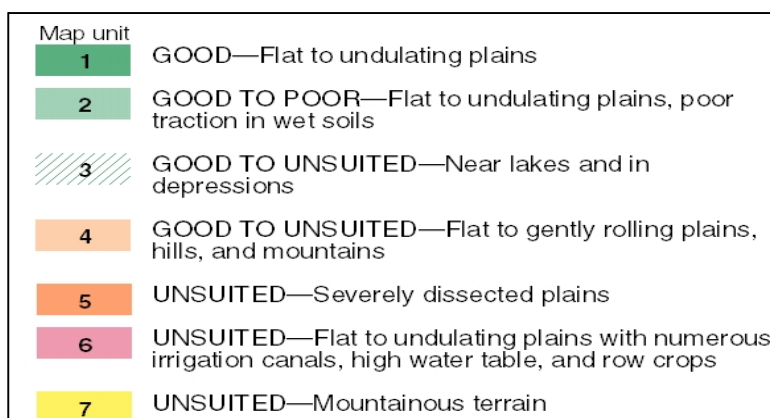 Map unit
1 GOOD—Flat to undulating plains
2 GOOD TO POOR—Flat to undulating plains, poor
traction in wet soils
3 GOOD TO UNSUITED—Near lakes and in
depressions
4 GOOD TO UNSUITED—Flat to gently rolling plains,
hills, and mountains
5 UNSUITED—Severely dissected plains
6 UNSUITED—Flat to undulating plains with numerous
irrigation canals, high water table, and row crops
7 UNSUITED—Mountainous terrain